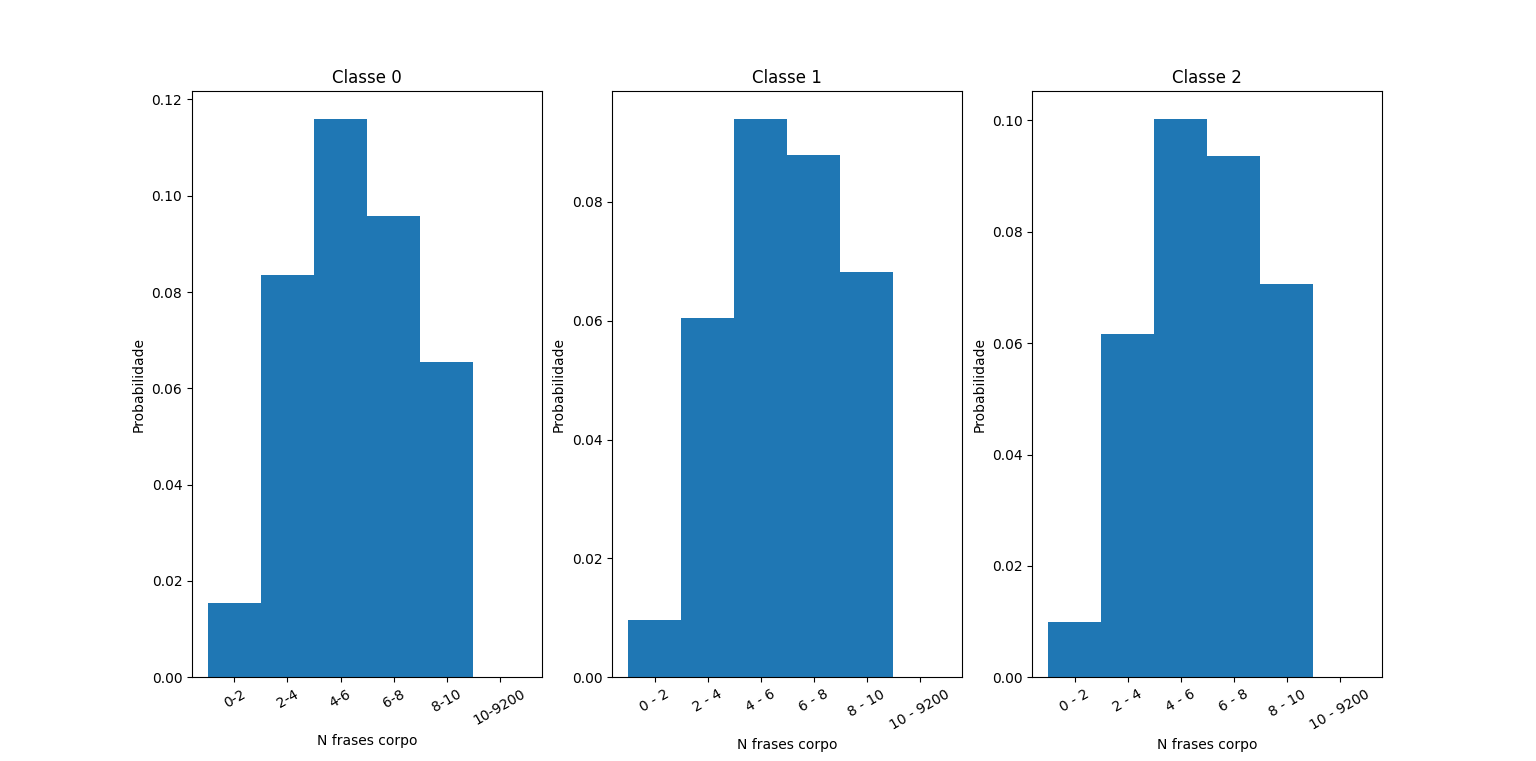 Classe 0
0.12
0.10
0.08
0.06
0.04
0.02
0.00
Probabilidade
0-2
2-4
4-6
6-8
8-10
10-9200
N frases corpo
Classe 1
0.08
0.06
0.04
0.02
0.00
Probabilidade
0 - 2
2 - 4
4 - 6
6 - 8
8 - 10
10 - 9200
N frases corpo
Classe 2
0.10
0.08
0.06
0.04
0.02
0.00
Probabilidade
0 - 2
2 - 4
4 - 6
6 - 8
8 - 10
10 - 9200
N frases corpo